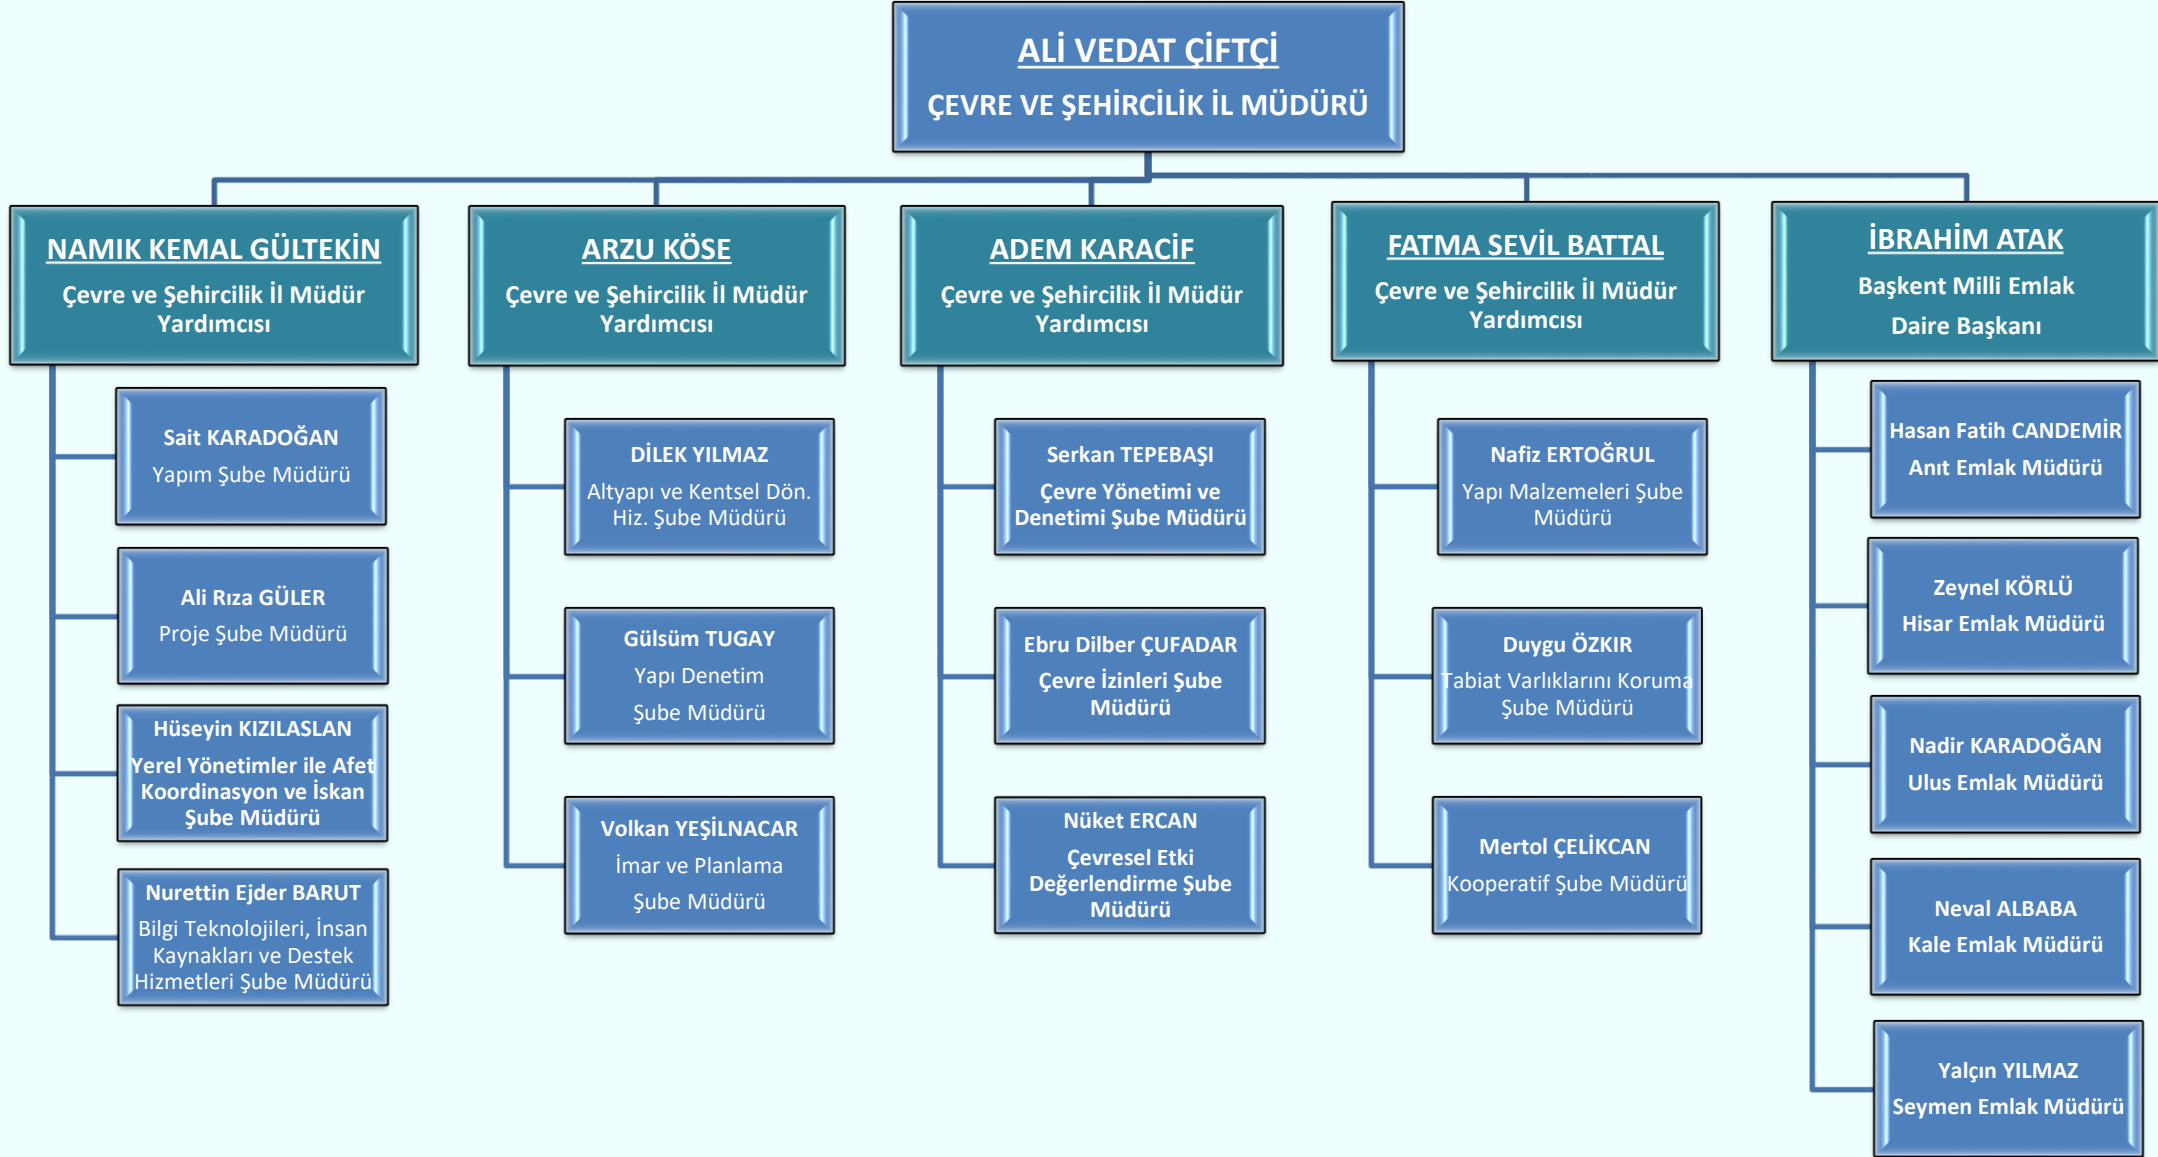 ALİ VEDAT ÇİFTÇİ
ÇEVRE VE ŞEHİRCİLİK İL MÜDÜRÜ
NAMIK KEMAL GÜLTEKİN
Çevre ve Şehircilik İl Müdür
Yardımcısı
Sait KARADOĞAN
Yapım Şube Müdürü
Ali Rıza GÜLER
Proje Şube Müdürü
Hüseyin KIZILASLAN
Yerel Yönetimler ile Afet
Koordinasyon ve İskan
Şube Müdürü
Nurettin Ejder BARUT
Bilgi Teknolojileri, İnsan
Kaynakları ve Destek
Hizmetleri Şube Müdürü
ARZU KÖSE
Çevre ve Şehircilik İl Müdür
Yardımcısı
DİLEK YILMAZ
Altyapı ve Kentsel Dön.
Hiz. Şube Müdürü
Gülsüm TUGAY
Yapı Denetim
Şube Müdürü
Volkan YEŞİLNACAR
İmar ve Planlama
Şube Müdürü
ADEM KARACİF
Çevre ve Şehircilik İl Müdür
Yardımcısı
Serkan TEPEBAŞI
Çevre Yönetimi ve
Denetimi Şube Müdürü
Ebru Dilber ÇUFADAR
Çevre İzinleri Şube
Müdürü
Nüket ERCAN
Çevresel Etki
Değerlendirme Şube
Müdürü
FATMA SEVİL BATTAL
Çevre ve Şehircilik İl Müdür
Yardımcısı
Nafiz ERTOĞRUL
Yapı Malzemeleri Şube
Müdürü
Duygu ÖZKIR
Tabiat Varlıklarını Koruma
Şube Müdürü
Mertol ÇELİKCAN
Kooperatif Şube Müdürü
İBRAHİM ATAK
Başkent Milli Emlak
Daire Başkanı
Hasan Fatih CANDEMİR
Anıt Emlak Müdürü
Zeynel KÖRLÜ
Hisar Emlak Müdürü
Nadir KARADOĞAN
Ulus Emlak Müdürü
Neval ALBABA
Kale Emlak Müdürü
Yalçın YILMAZ
Seymen Emlak Müdürü